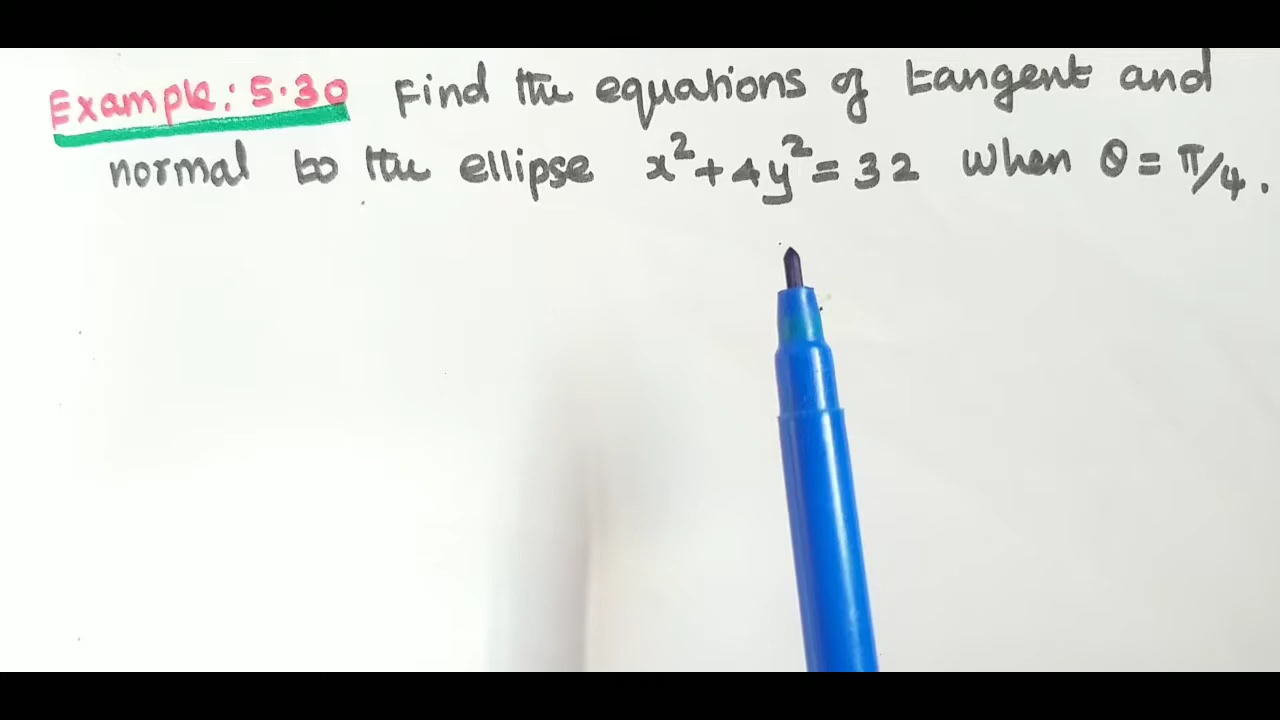 Example: 5.30 Find the equations of tangent and
normal to the ellipse x²+4y²=32 when θ=π/4.